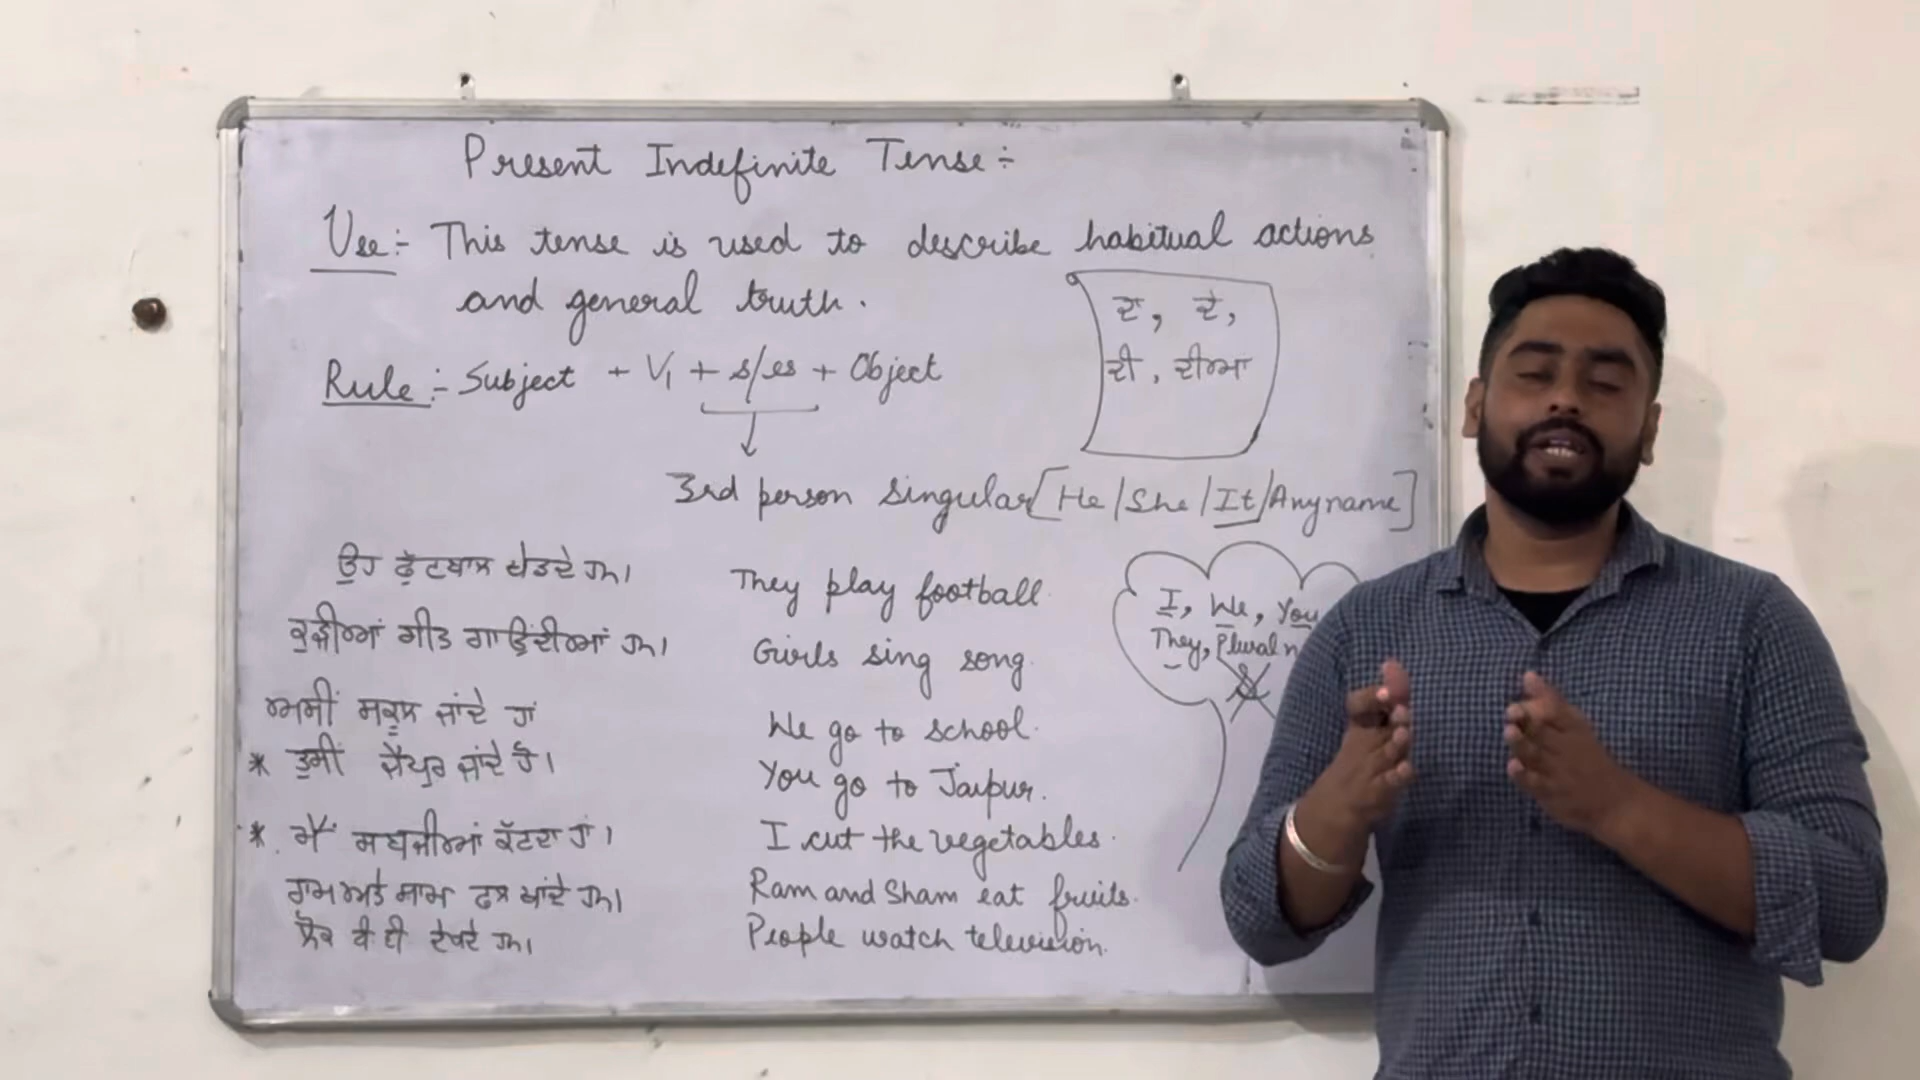 Present Indefinite Tense :-
Use :- This tense is used to describe habitual actions
and general truth.
ਦਾ, ਦੇ,
ਦੀ, ਦੀਆ
Rule :- Subject + V₁ + s/es + Object
3rd person singular [He/She/It/Any name]
ਉਹ ਫੁੱਟਬਾਲ ਖੇਡਦੇ ਹਨ।
They play football.
ਕੁੜੀਆਂ ਗੀਤ ਗਾਉਂਦੀਆਂ ਹਨ।
Girls sing song.
ਅਸੀਂ ਸਕੂਲ ਜਾਂਦੇ ਹਾਂ
We go to school.
* ਤੁਸੀਂ ਜੈਪੁਰ ਜਾਂਦੇ ਹੋ।
You go to Jaipur.
* ਮੈਂ ਸਬਜੀਆਂ ਕੱਟਦਾ ਹਾਂ।
I cut the vegetables.
ਰਾਮ ਅਤੇ ਸ਼ਾਮ ਫਲ ਖਾਂਦੇ ਹਨ।
Ram and Sham eat fruits.
ਲੋਕ ਟੀ ਵੀ ਦੇਖਦੇ ਹਨ।
People watch television.
I, We, You
They, Plural n